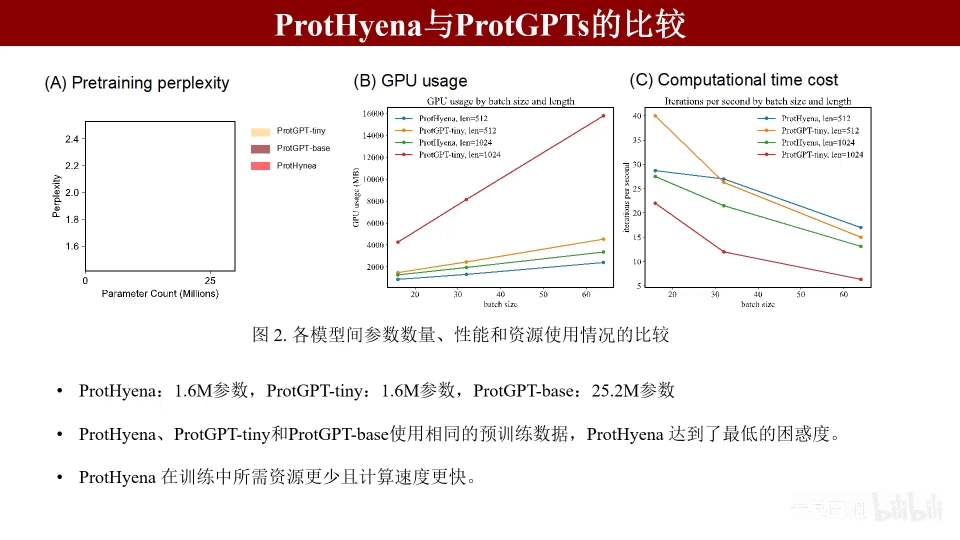 ProtHyena与ProtGPTs的比较
(A) Pretraining perplexity
2.4
2.2
2.0
1.8
1.6
Perplexity
0
25
Parameter Count (Millions)
ProtGPT-tiny
ProtGPT-base
ProtHynea
(B) GPU usage
GPU usage by batch size and length
16000
14000
12000
10000
8000
6000
4000
2000
GPU usage (MB)
ProtHyena, len=512
ProtGPT-tiny, len=512
ProtHyena, len=1024
ProtGPT-tiny, len=1024
20
30
40
50
60
batch size
(C) Computational time cost
Iterations per second by batch size and length
40
35
30
25
20
15
10
5
iterations per second
ProtHyena, len=512
ProtGPT-tiny, len=512
ProtHyena, len=1024
ProtGPT-tiny, len=1024
20
30
40
50
60
batch size
图 2. 各模型间参数数量、性能和资源使用情况的比较
• ProtHyena：1.6M参数，ProtGPT-tiny：1.6M参数，ProtGPT-base：25.2M参数
• ProtHyena、ProtGPT-tiny和ProtGPT-base使用相同的预训练数据，ProtHyena 达到了最低的困惑度。
• ProtHyena 在训练中所需资源更少且计算速度更快。
bilibili